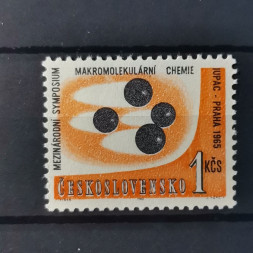 MEZINÁRODNÍ SYMPOSIUM
MAKROMOLEKULÁRNÍ CHEMIE
IUPAC - PRAHA 1965
ČESKOSLOVENSKO
1 KČS